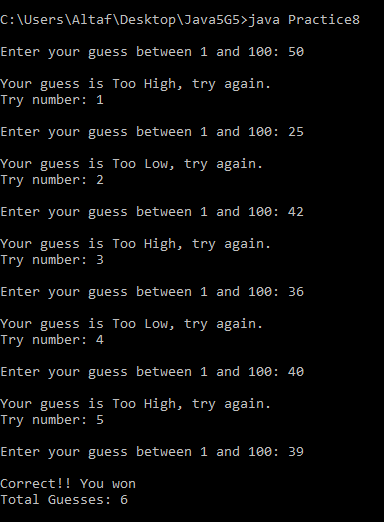 C:\Users\Altaf\Desktop\Java5G5>java Practice8
Enter your guess between 1 and 100: 50
Your guess is Too High, try again.
Try number: 1
Enter your guess between 1 and 100: 25
Your guess is Too Low, try again.
Try number: 2
Enter your guess between 1 and 100: 42
Your guess is Too High, try again.
Try number: 3
Enter your guess between 1 and 100: 36
Your guess is Too Low, try again.
Try number: 4
Enter your guess between 1 and 100: 40
Your guess is Too High, try again.
Try number: 5
Enter your guess between 1 and 100: 39
Correct!! You won
Total Guesses: 6